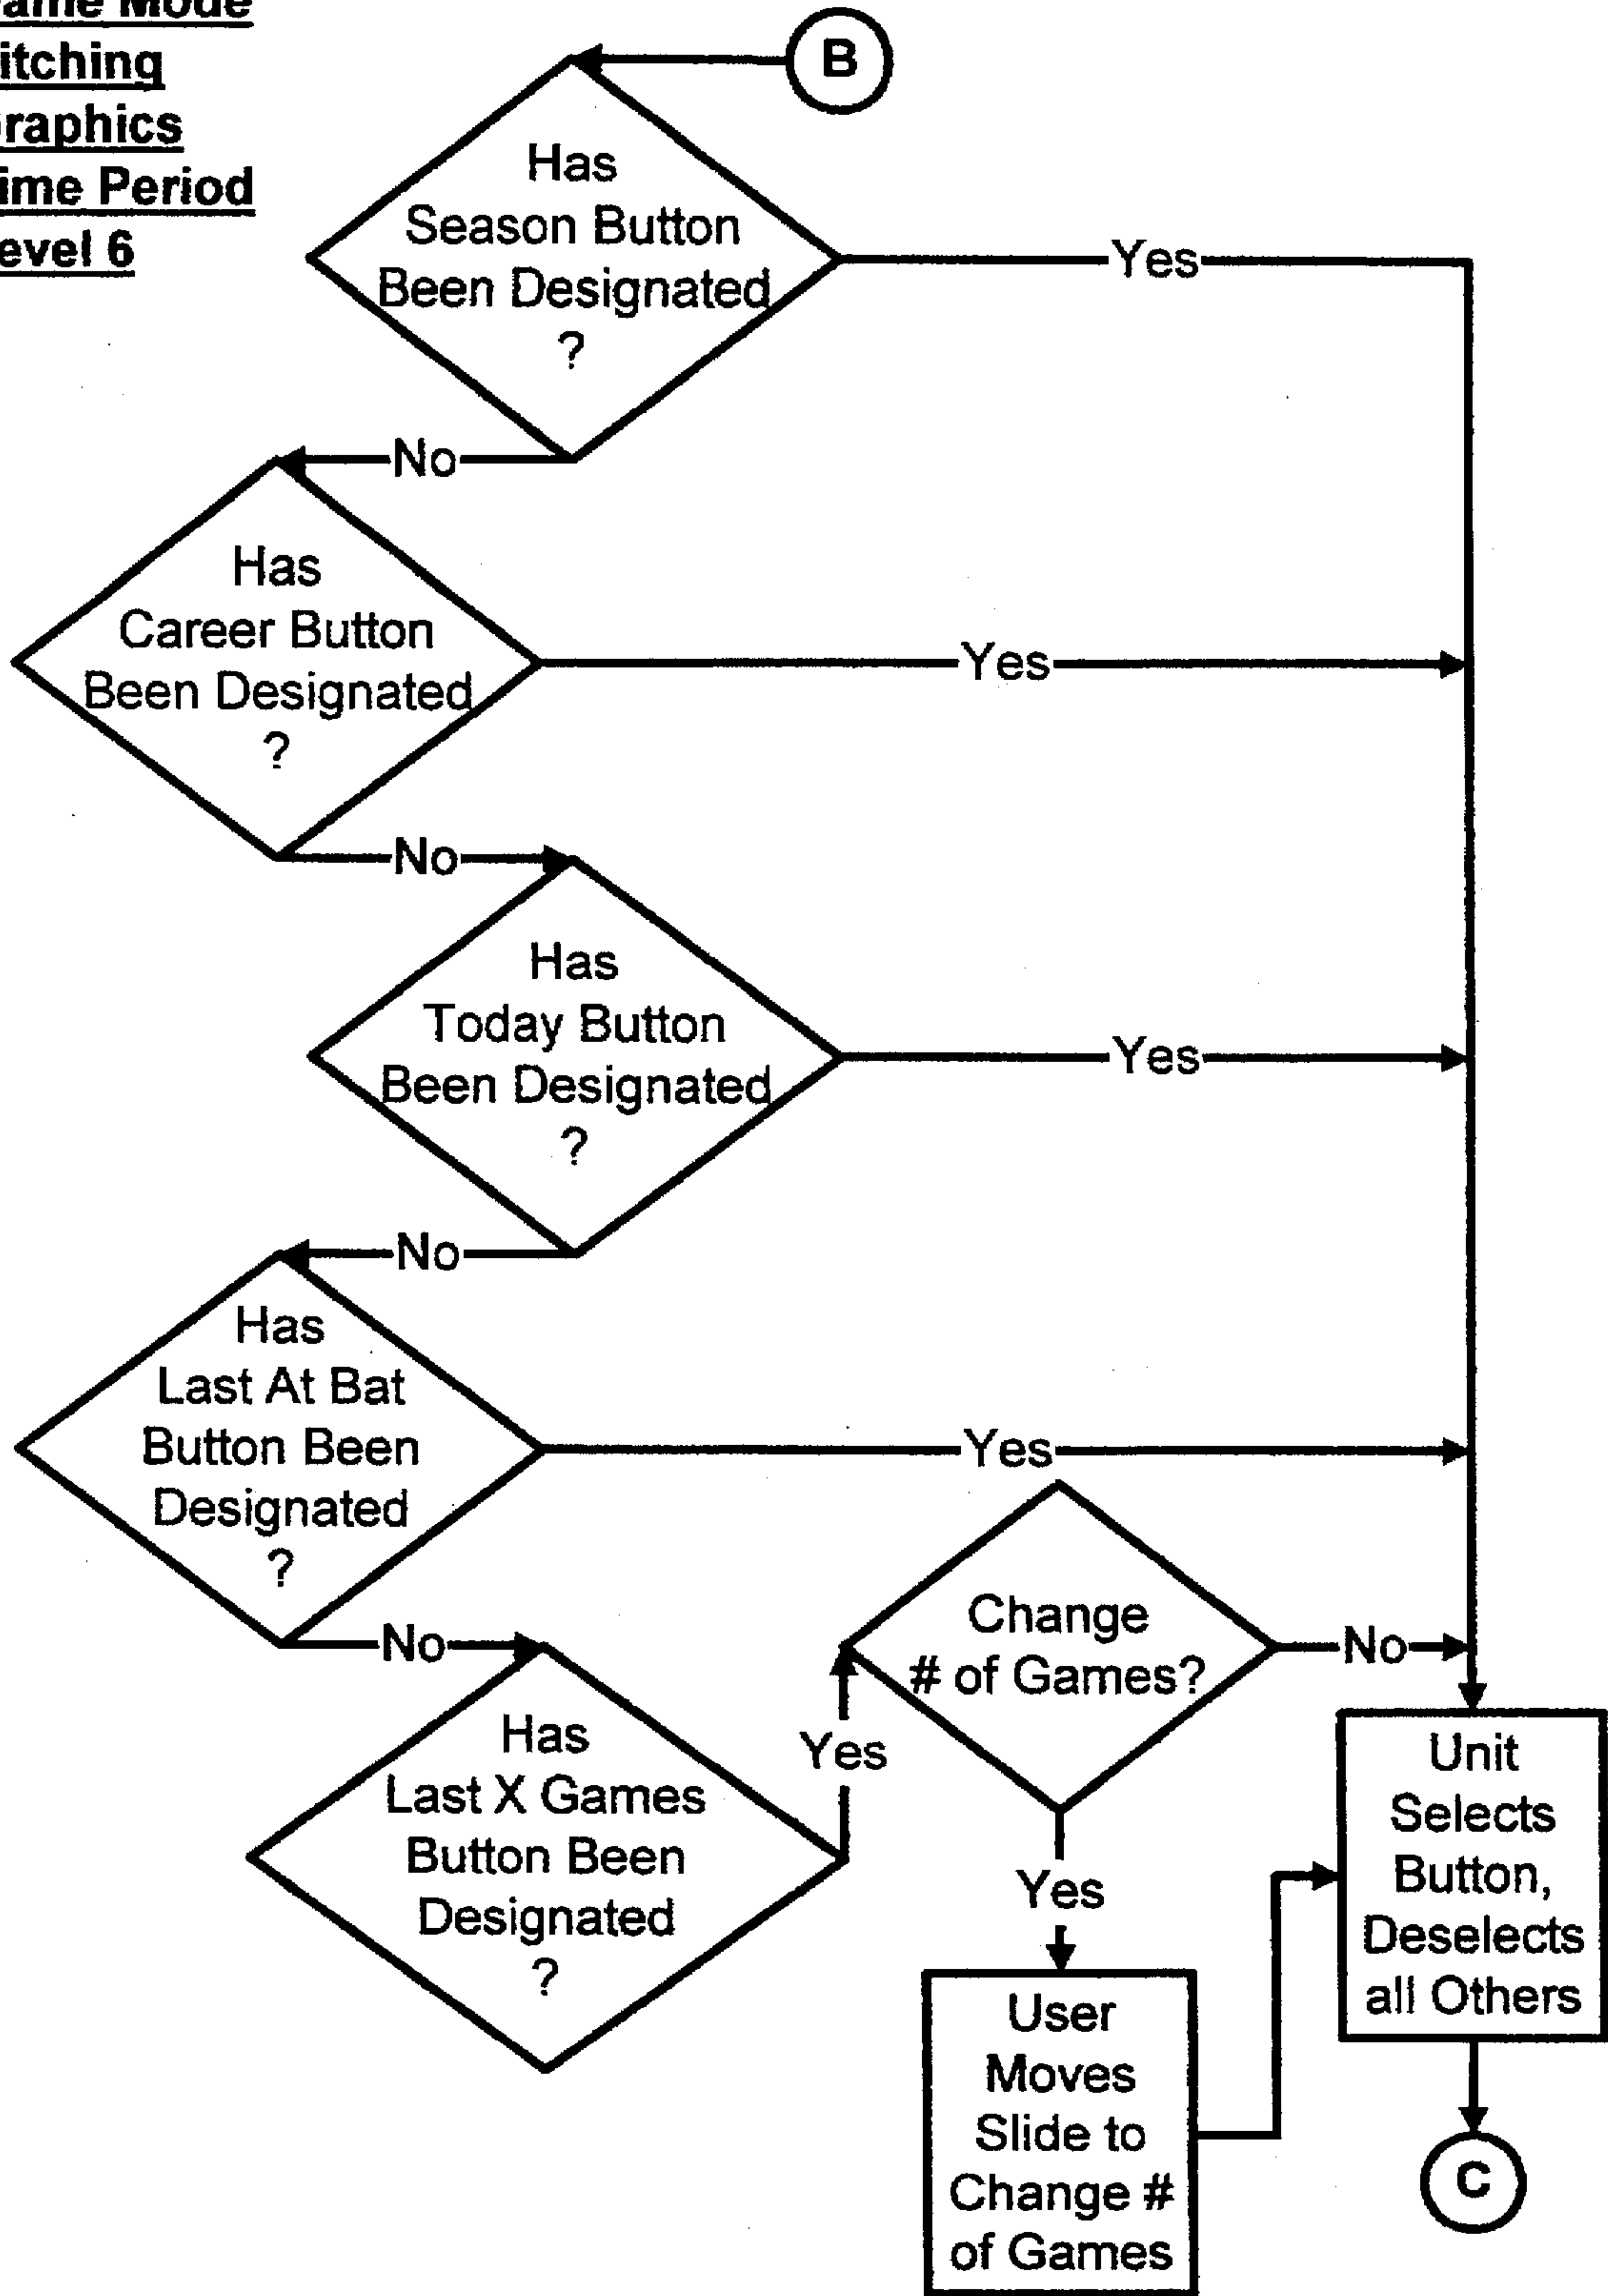 ame Mode
itching
raphics
ime Period
evel 6
B
Has
Season Button
Been Designated
?
Yes
No
Has
Career Button
Been Designated
?
Yes
No
Has
Today Button
Been Designated
?
Yes
No
Has
Last At Bat
Button Been
Designated
?
Yes
No
Has
Last X Games
Button Been
Designated
?
Yes
Change
# of Games?
No
Yes
User
Moves
Slide to
Change #
of Games
Unit
Selects
Button,
Deselects
all Others
C